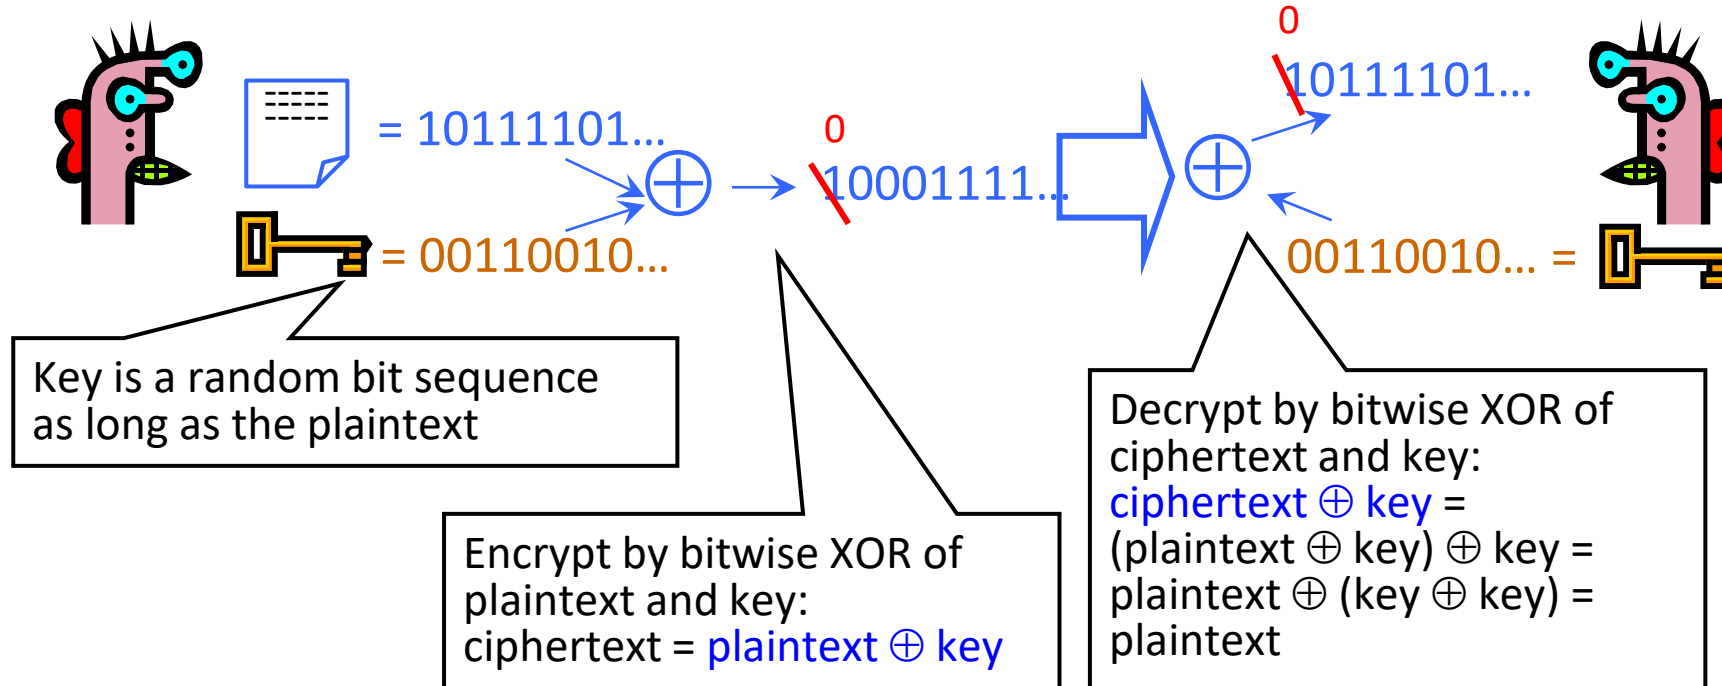 0
= 10111101...
0
10001111...
= 00110010...
0
10111101...
00110010... =
Key is a random bit sequence
as long as the plaintext
Encrypt by bitwise XOR of
plaintext and key:
ciphertext = plaintext ⊕ key
Decrypt by bitwise XOR of
ciphertext and key:
ciphertext ⊕ key =
(plaintext ⊕ key) ⊕ key =
plaintext ⊕ (key ⊕ key) =
plaintext